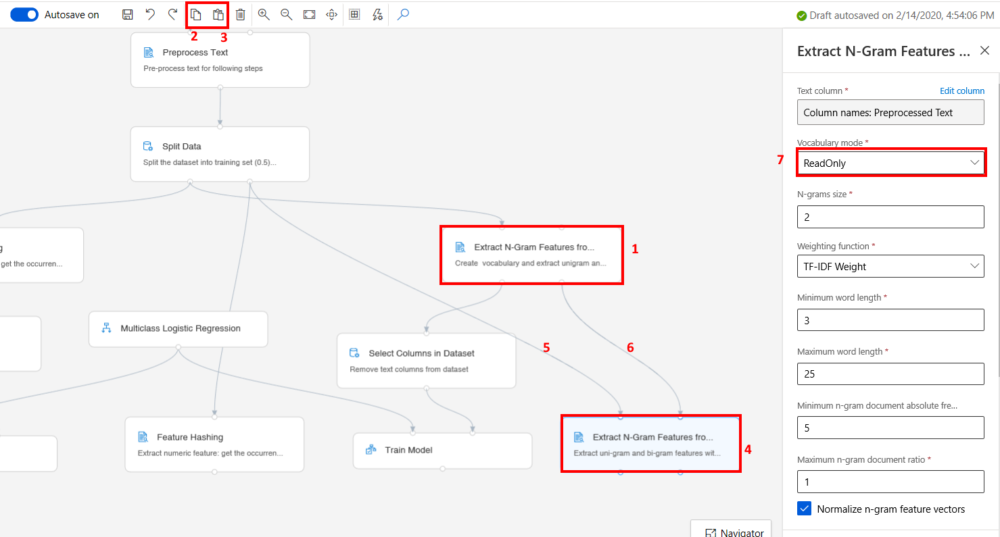 Autosave on
Draft autosaved on 2/14/2020, 4:54:06 PM
2
3
Preprocess Text
Pre-process text for following steps
Split Data
Split the dataset into training set (0.5)...
g
get the occurren...
Extract N-Gram Features fro...
Create vocabulary and extract unigram an...
1
Multiclass Logistic Regression
Select Columns in Dataset
Remove text columns from dataset
5
6
Feature Hashing
Extract numeric feature: get the occurren...
Train Model
Extract N-Gram Features fro...
Extract uni-gram and bi-gram features wit...
4
Navigator
Extract N-Gram Features ...
Text column *
Edit column
Column names: Preprocessed Text
Vocabulary mode *
7
ReadOnly
N-grams size *
2
Weighting function *
TF-IDF Weight
Minimum word length *
3
Maximum word length *
25
Minimum n-gram document absolute fre...
5
Maximum n-gram document ratio *
1
Normalize n-gram feature vectors